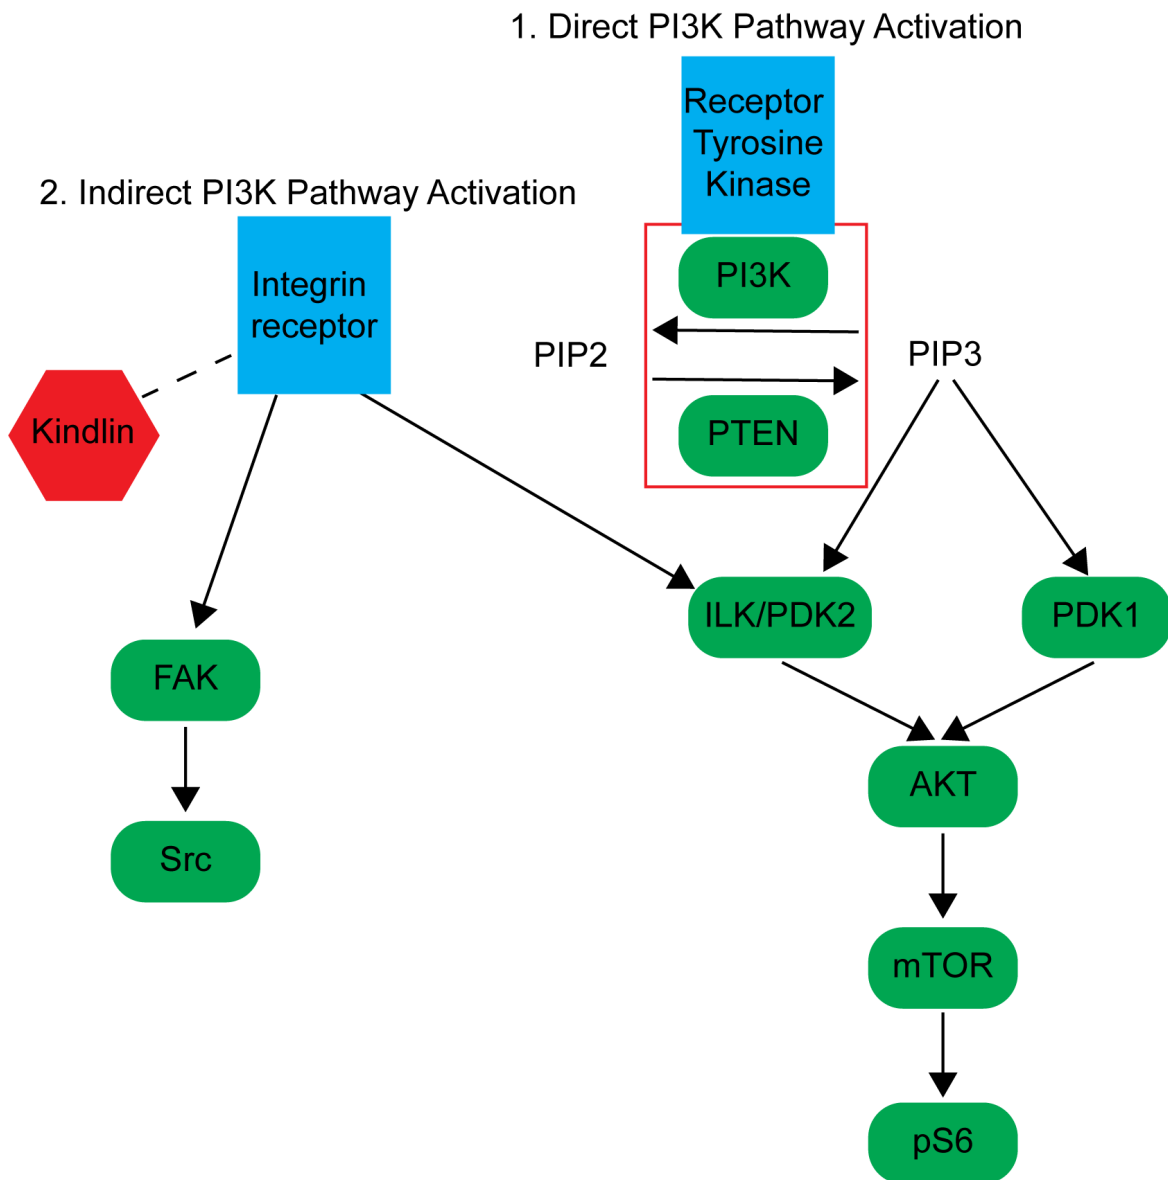 1. Direct PI3K Pathway Activation
Receptor
Tyrosine
Kinase
2. Indirect PI3K Pathway Activation
Integrin
receptor
PI3K
PIP2
PIP3
Kindlin
PTEN
ILK/PDK2
PDK1
FAK
AKT
Src
mTOR
pS6